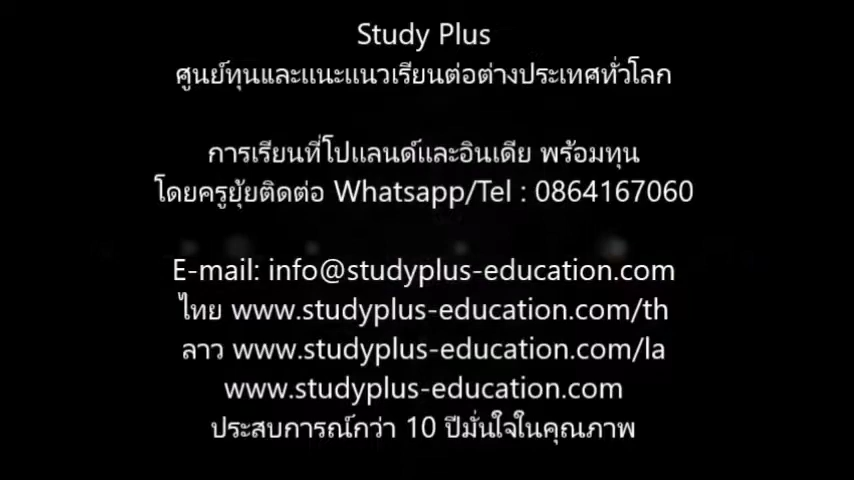 Study Plus
ศูนย์ทุนและแนะแนวเรียนต่อต่างประเทศทั่วโลก
การเรียนที่โปแลนด์และอินเดีย พร้อมทุน
โดยครูยุ้ยติดต่อ Whatsapp/Tel : 0864167060
E-mail: info@studyplus-education.com
ไทย www.studyplus-education.com/th
ลาว www.studyplus-education.com/la
www.studyplus-education.com
ประสบการณ์กว่า 10 ปีมั่นใจในคุณภาพ